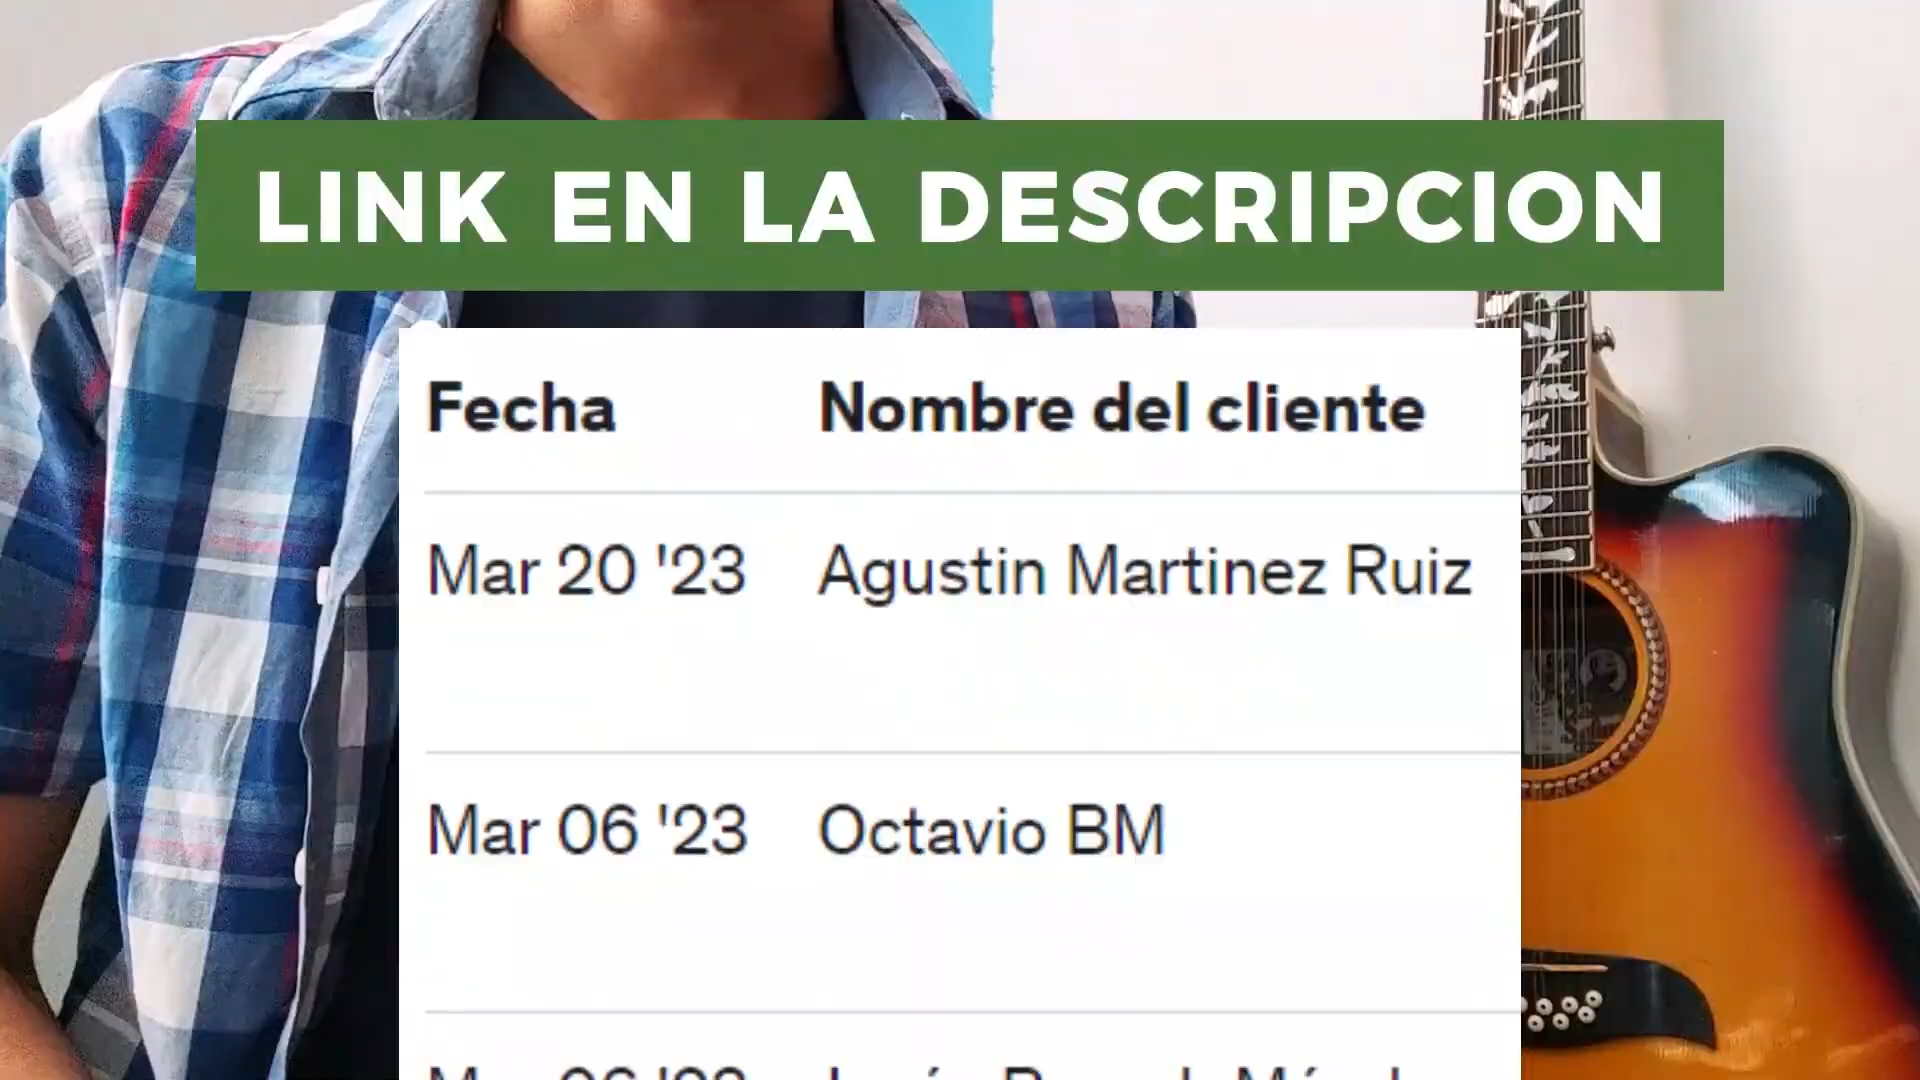 LINK EN LA DESCRIPCION
Fecha Nombre del cliente
Mar 20 '23 Agustin Martinez Ruiz
Mar 06 '23 Octavio BM